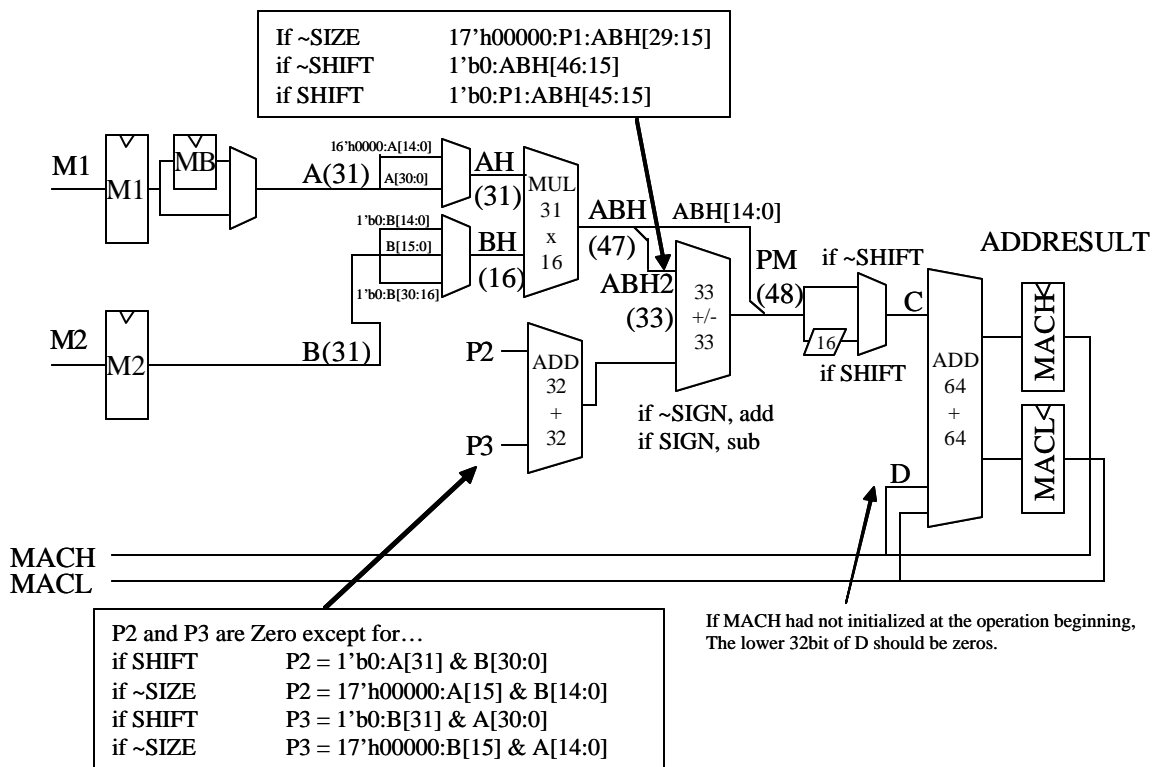 If ~SIZE 17’h00000:P1:ABH[29:15]
if ~SHIFT 1’b0:ABH[46:15]
if SHIFT 1’b0:P1:ABH[45:15]
M1
M1
MB
A(31)
16'h0000:A[14:0]
A[30:0]
AH
(31)
1'b0:B[14:0]
B[15:0]
1'b0:B[30:16]
BH
(16)
MUL
31
x
16
ABH
(47)
ABH[14:0]
ABH2
(33)
33
+/-
33
PM
(48)
if ~SHIFT
16
if SHIFT
C
ADDRESULT
MACH
MACL
ADD
64
+
64
D
M2
M2
B(31)
P2
P3
ADD
32
+
32
if ~SIGN, add
if SIGN, sub
MACH
MACL
If MACH had not initialized at the operation beginning,
The lower 32bit of D should be zeros.
P2 and P3 are Zero except for…
if SHIFT P2 = 1’b0:A[31] & B[30:0]
if ~SIZE P2 = 17’h00000:A[15] & B[14:0]
if SHIFT P3 = 1’b0:B[31] & A[30:0]
if ~SIZE P3 = 17’h00000:B[15] & A[14:0]